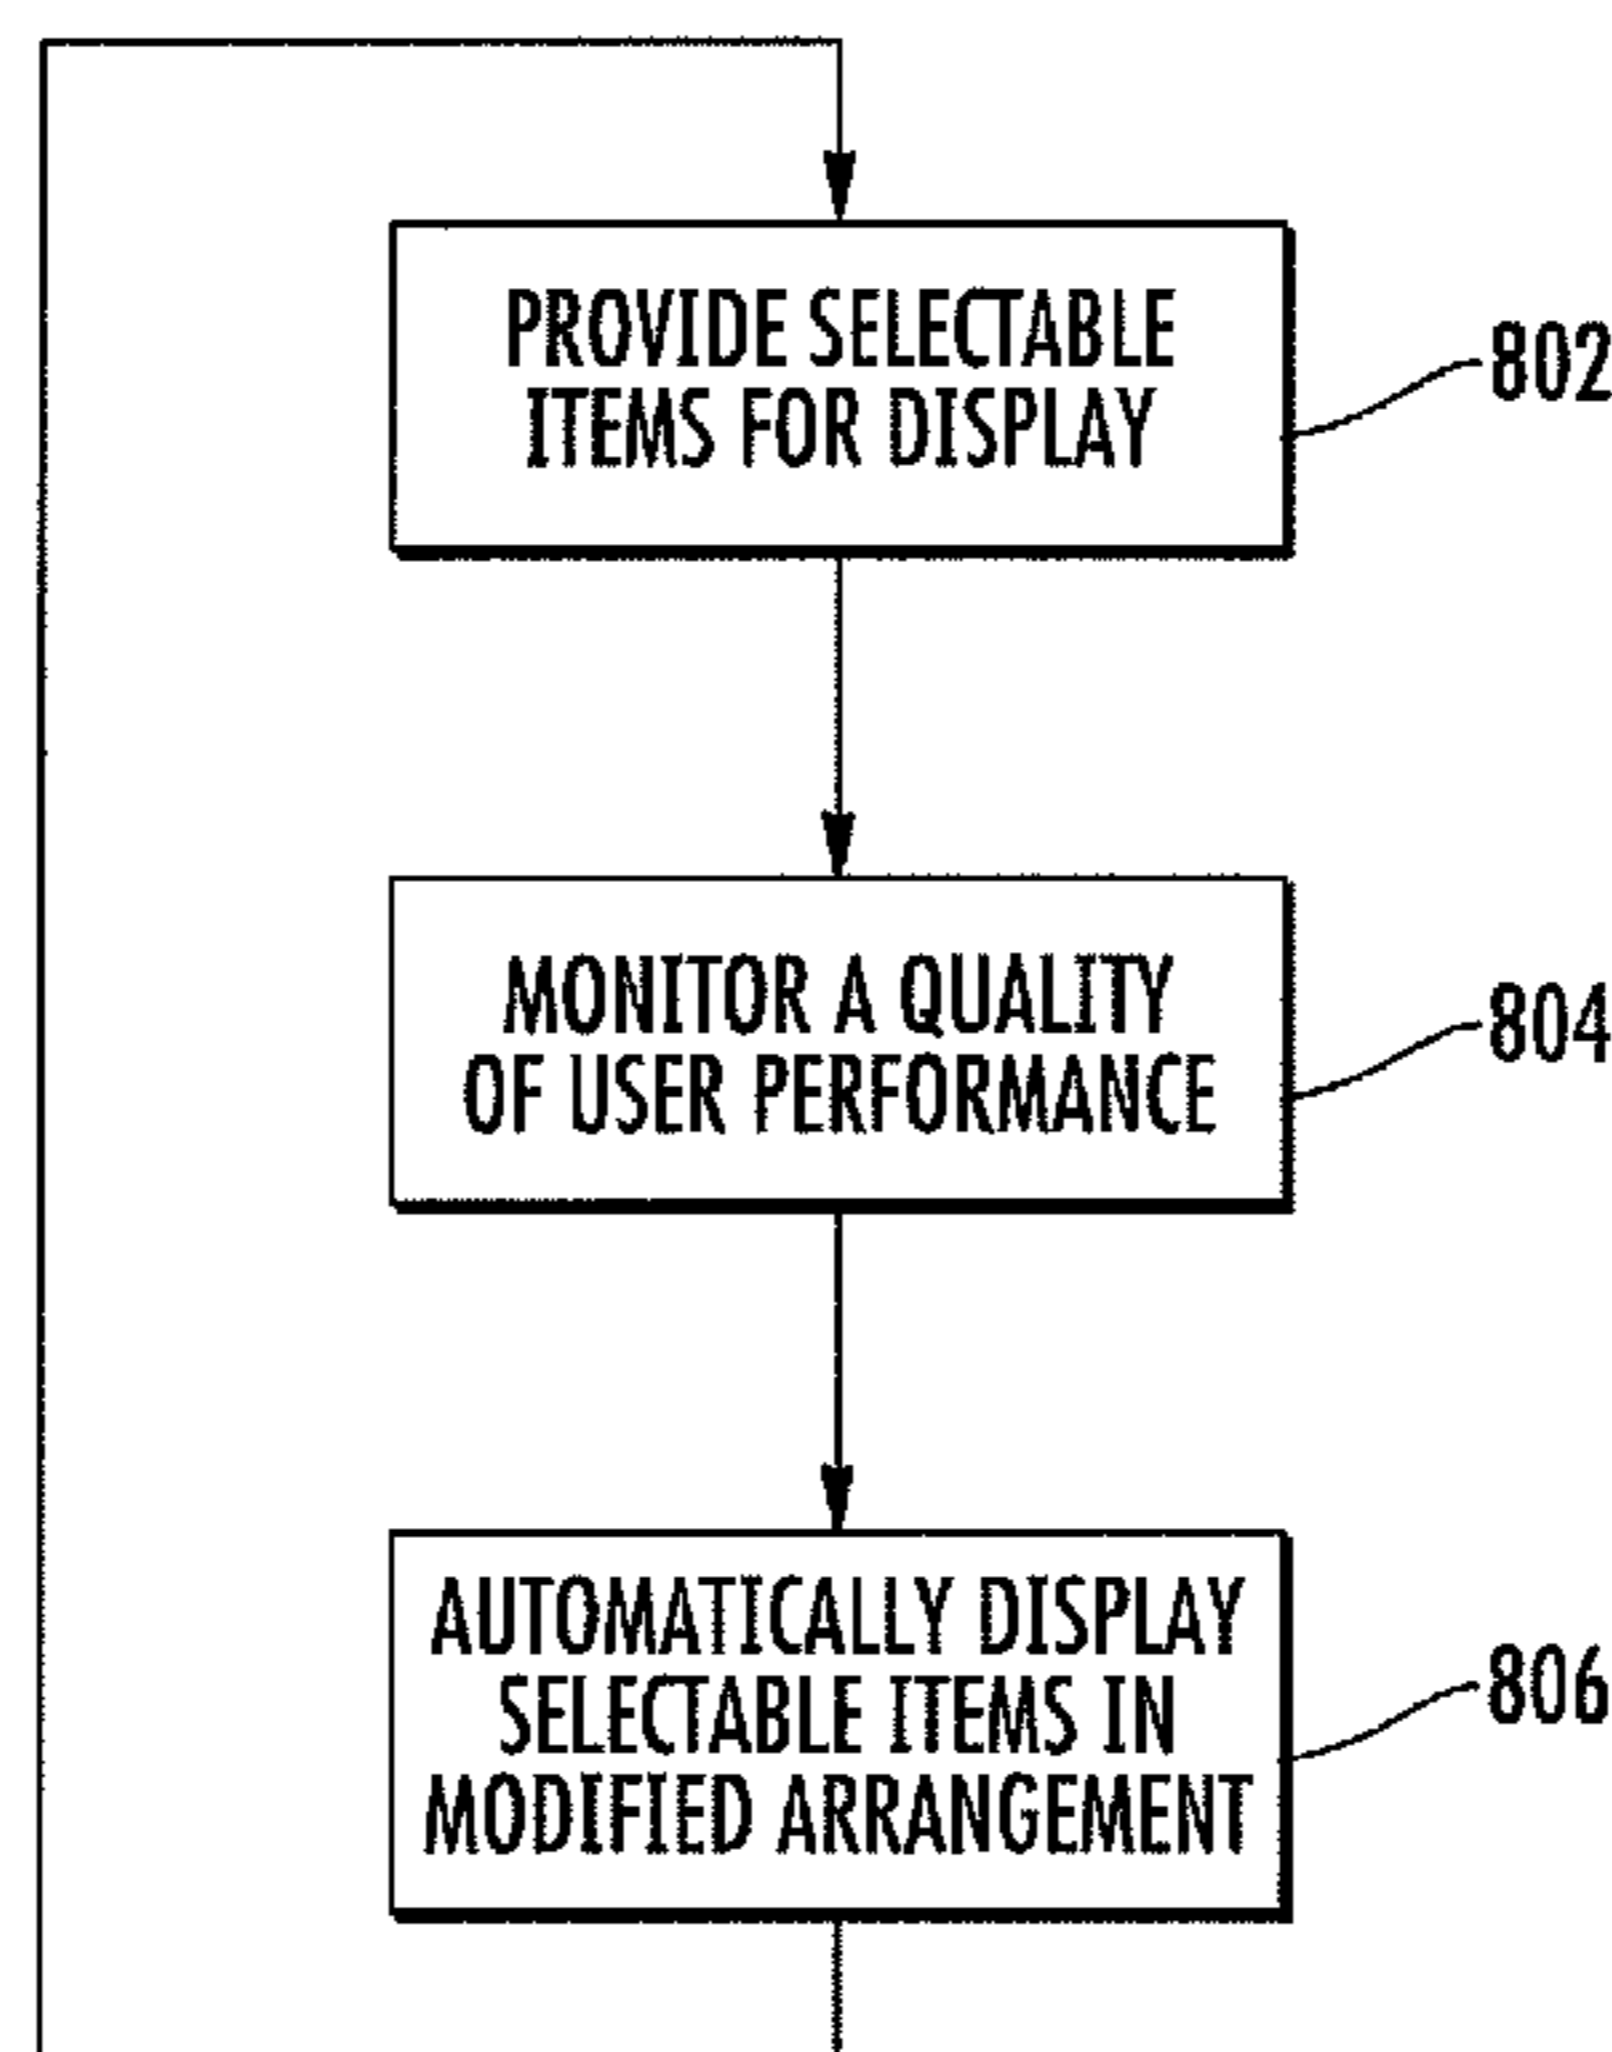 PROVIDE SELECTABLE
ITEMS FOR DISPLAY
802
MONITOR A QUALITY
OF USER PERFORMANCE
804
AUTOMATICALLY DISPLAY
SELECTABLE ITEMS IN
MODIFIED ARRANGEMENT
806